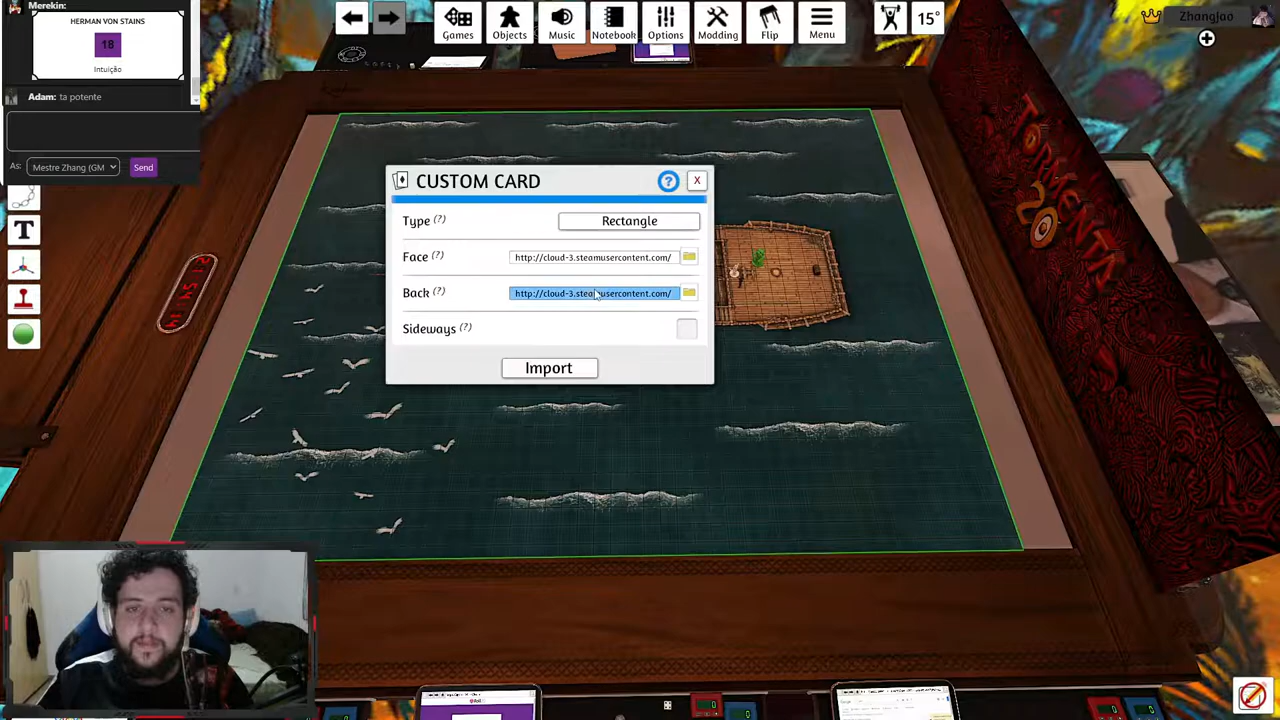 Merekin:
HERMAN VON STAINS
18
Intuição
Adam: ta potente
As:
Mestre Zhang (GM
Send
Games
Objects
Music
Notebook
Options
Modding
Flip
Menu
15°
Zhangjao
TORMENTA
20
T
CUSTOM CARD
?
X
Type (?)
Rectangle
Face (?)
http://cloud-3.steamusercontent.com/
Back (?)
http://cloud-3.steamusercontent.com/
Sideways (?)
Import